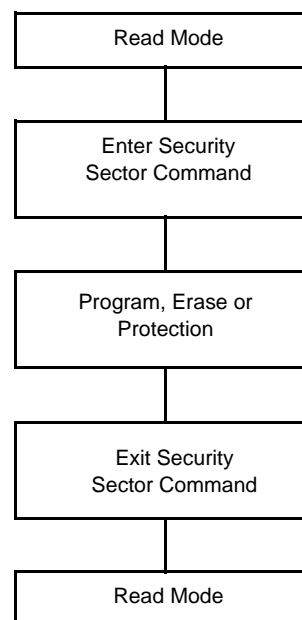 Read Mode
Enter Security
Sector Command
Program, Erase or
Protection
Exit Security
Sector Command
Read Mode